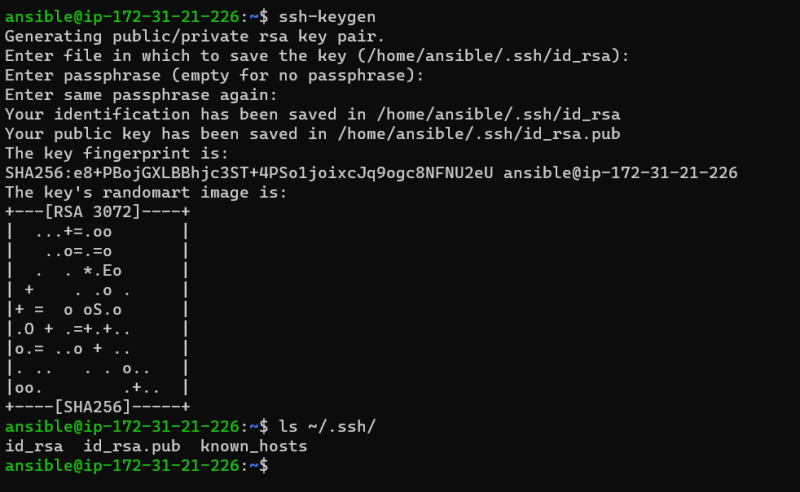 ansible@ip-172-31-21-226:~$ ssh-keygen
Generating public/private rsa key pair.
Enter file in which to save the key (/home/ansible/.ssh/id_rsa):
Enter passphrase (empty for no passphrase):
Enter same passphrase again:
Your identification has been saved in /home/ansible/.ssh/id_rsa
Your public key has been saved in /home/ansible/.ssh/id_rsa.pub
The key fingerprint is:
SHA256:e8+PBojGXLBBhjc3ST+4PSo1joixcJq9ogc8NFNU2eU ansible@ip-172-31-21-226
The key's randomart image is:
+---[RSA 3072]----+
|  ...+=.oo       |
|   ..o=.=o       |
|  .  . *.Eo      |
| +    . .o .     |
|+ =  o oS.o      |
|.O + .=+.+..     |
|o.= ..o + ..     |
|. ..   . . o..   |
|oo.        .+..  |
+----[SHA256]-----+
ansible@ip-172-31-21-226:~$ ls ~/.ssh/
id_rsa  id_rsa.pub  known_hosts
ansible@ip-172-31-21-226:~$